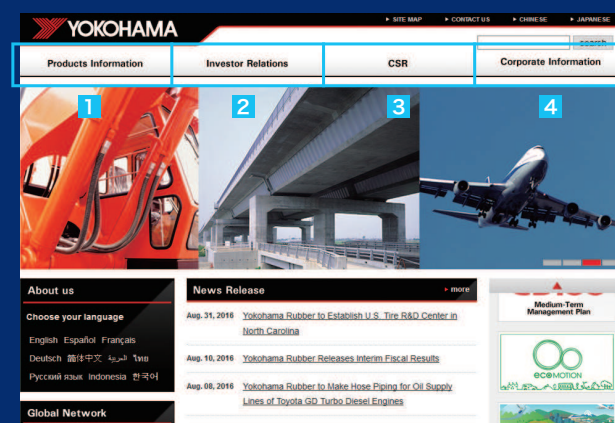 YOKOHAMA
SITE MAP CONTACT US CHINESE JAPANESE
search
Products Information Investor Relations CSR Corporate Information
1 2 3 4
About us
Choose your language
English Español Français
Deutsch 简体中文 العربية ไทย
Русский язык Indonesia 한국어
Global Network
News Release more
Aug. 31, 2016 Yokohama Rubber to Establish U.S. Tire R&D Center in
North Carolina
Aug. 10, 2016 Yokohama Rubber Releases Interim Fiscal Results
Aug. 08, 2016 Yokohama Rubber to Make Hose Piping for Oil Supply
Lines of Toyota GD Turbo Diesel Engines
Medium-Term
Management Plan
ecoMOTION